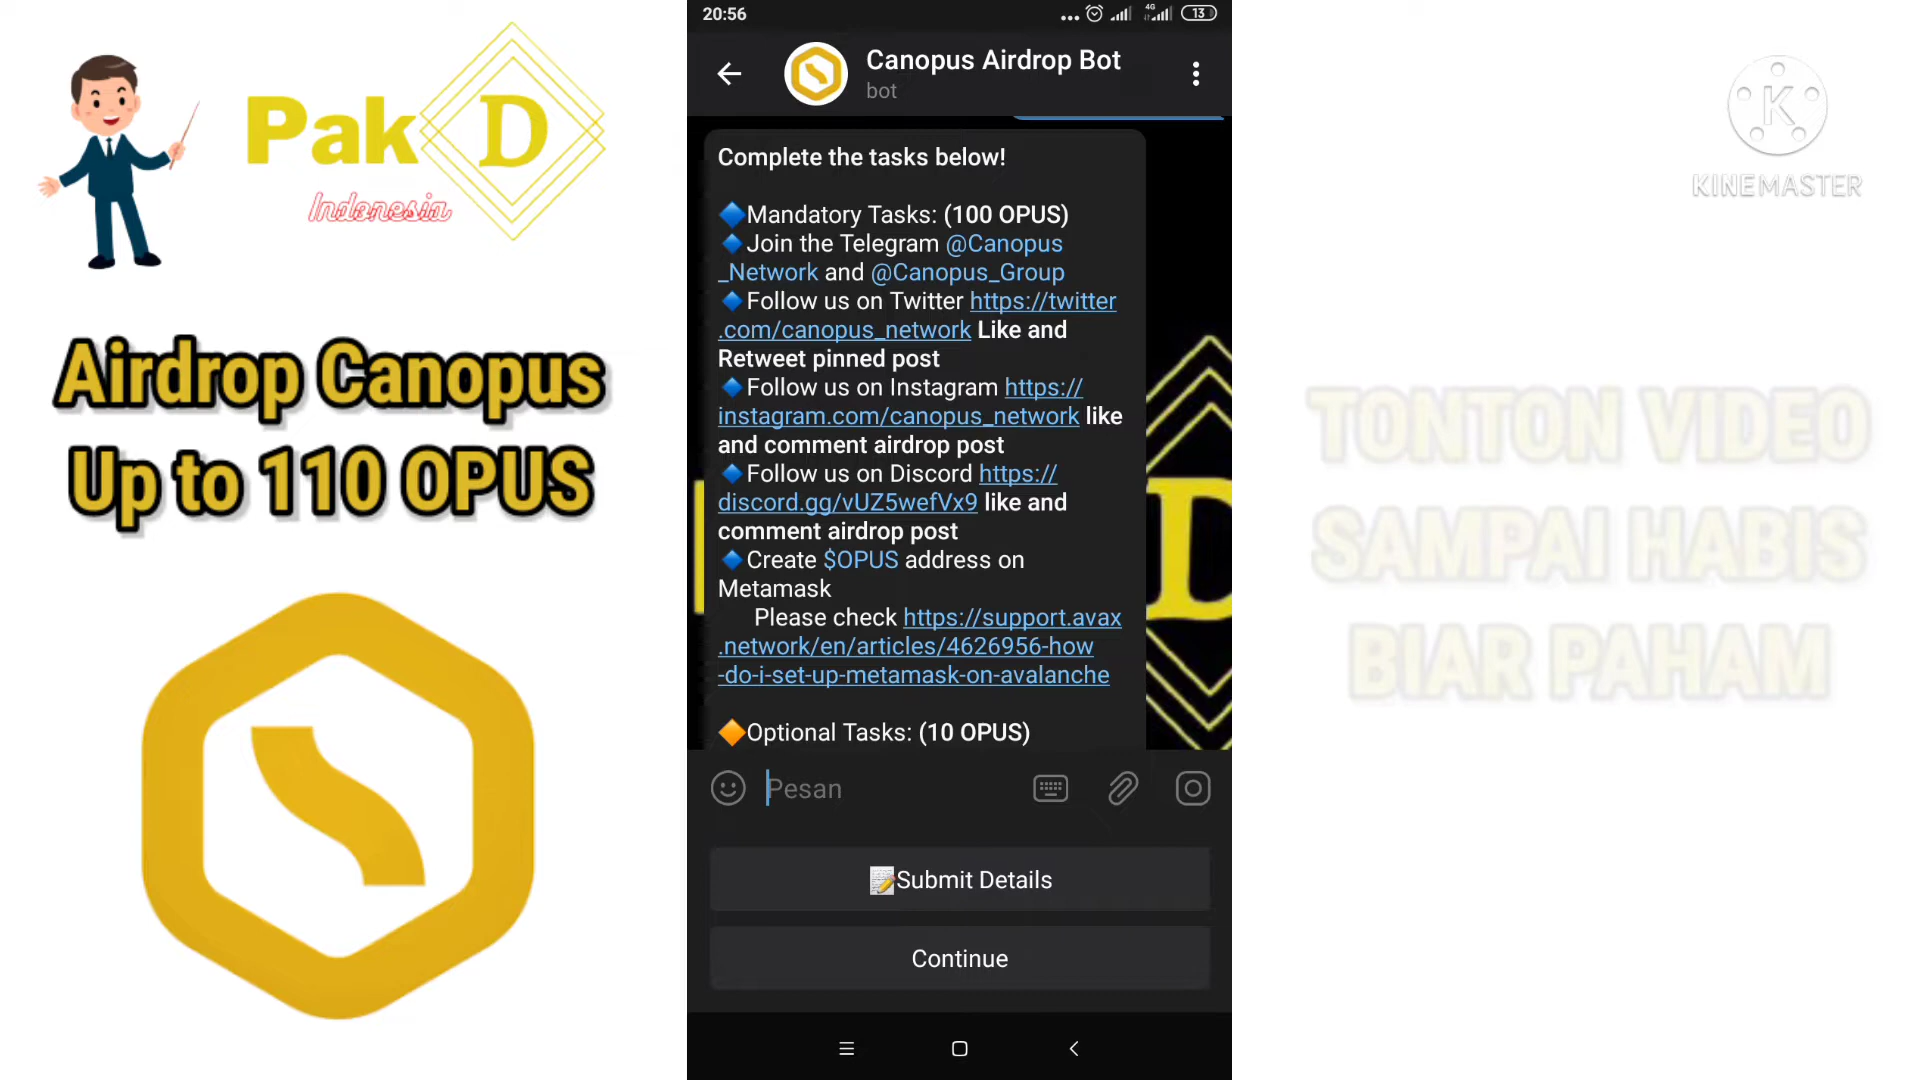 Pak D
Indonesia
Airdrop Canopus
Up to 110 OPUS
20:56
4G
13
Canopus Airdrop Bot
bot
Complete the tasks below!
🔷Mandatory Tasks: (100 OPUS)
🔹Join the Telegram @Canopus
_Network and @Canopus_Group
🔹Follow us on Twitter https://twitter
.com/canopus_network Like and
Retweet pinned post
🔹Follow us on Instagram https://
instagram.com/canopus_network like
and comment airdrop post
🔹Follow us on Discord https://
discord.gg/vUZ5wefVx9 like and
comment airdrop post
🔹Create $OPUS address on
Metamask
Please check https://support.avax
.network/en/articles/4626956-how
-do-i-set-up-metamask-on-avalanche
🔶Optional Tasks: (10 OPUS)
D
Pesan
📝Submit Details
Continue
K
KINEMASTER
TONTON VIDEO
SAMPAI HABIS
BIAR PAHAM